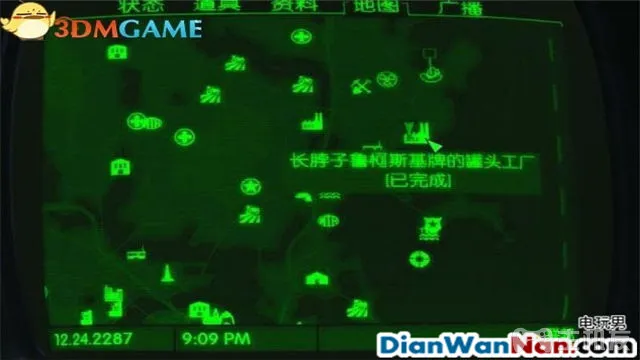 状态 道具 资料 地图 广播
3DMGAME
长脖子鲁枢斯基牌的罐头工厂
[已完成]
12.24.2287 9:09 PM
电玩男
DianWanNan.com